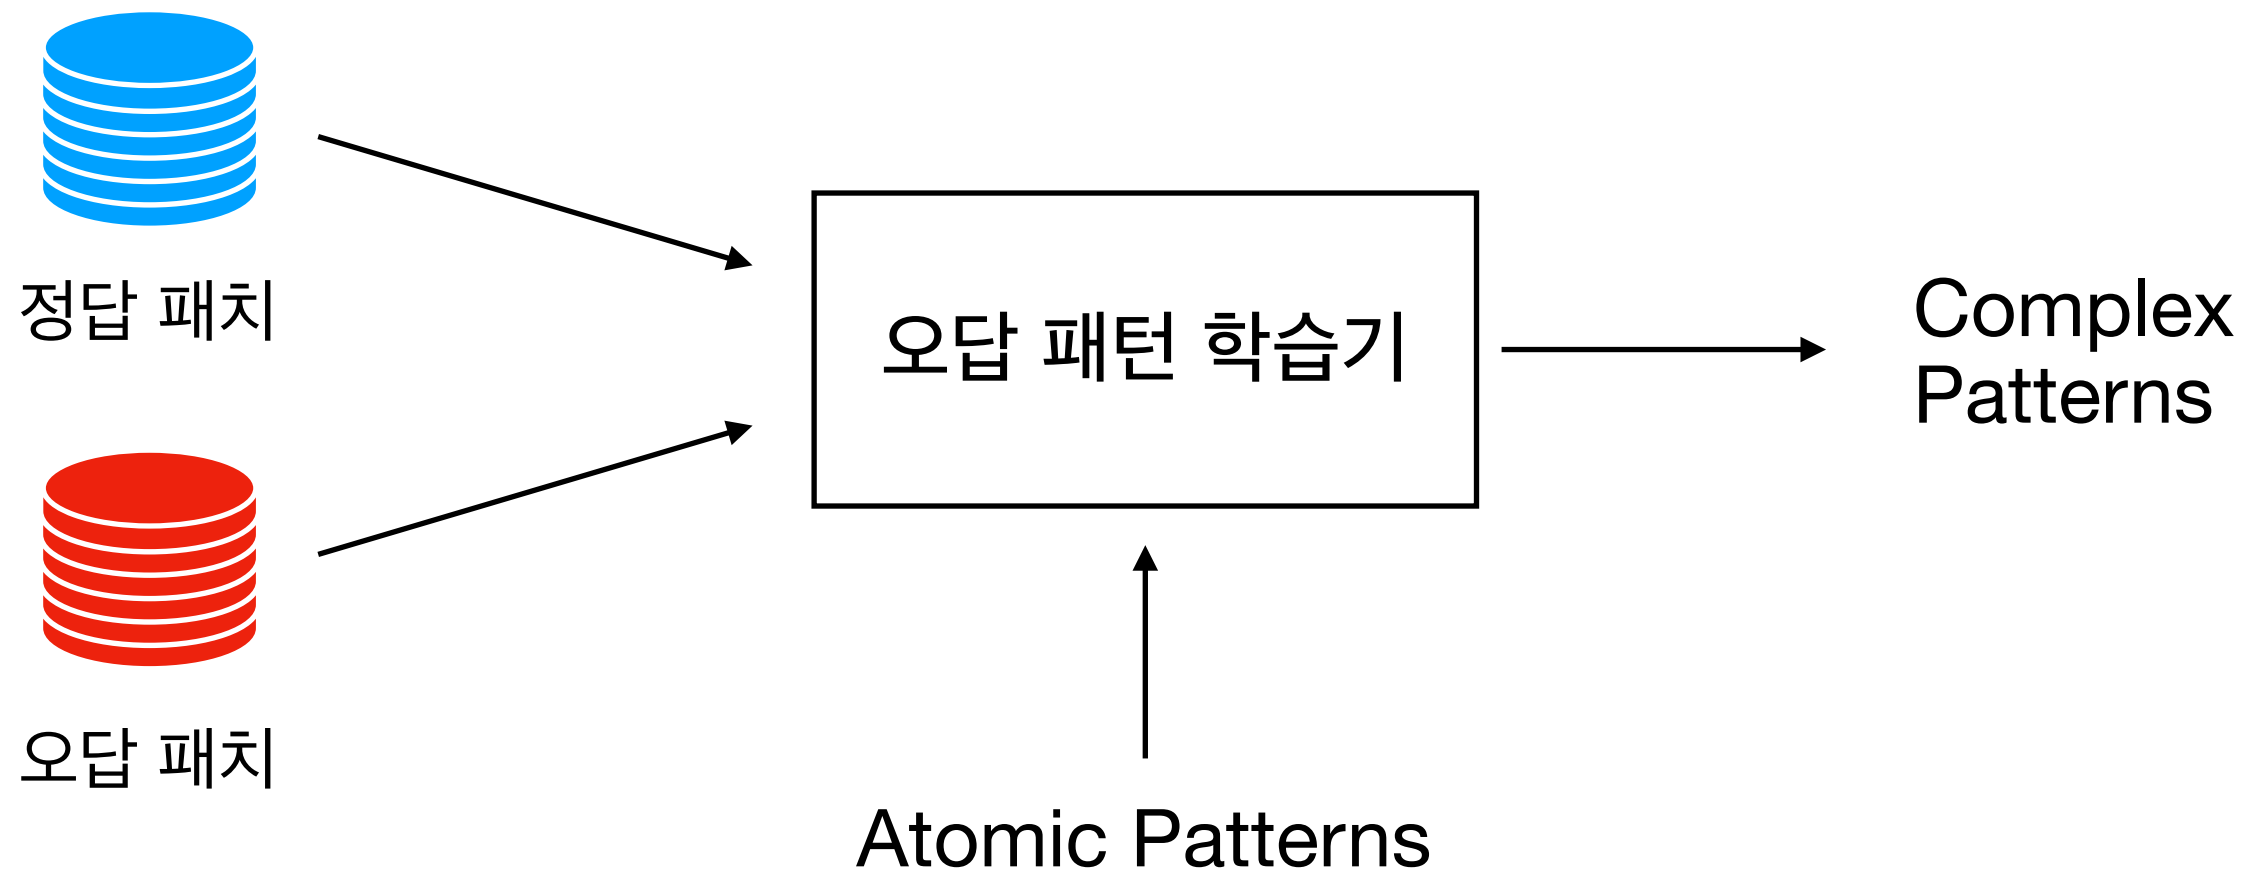 정답 패치
오답 패치
오답 패턴 학습기
Atomic Patterns
Complex
Patterns